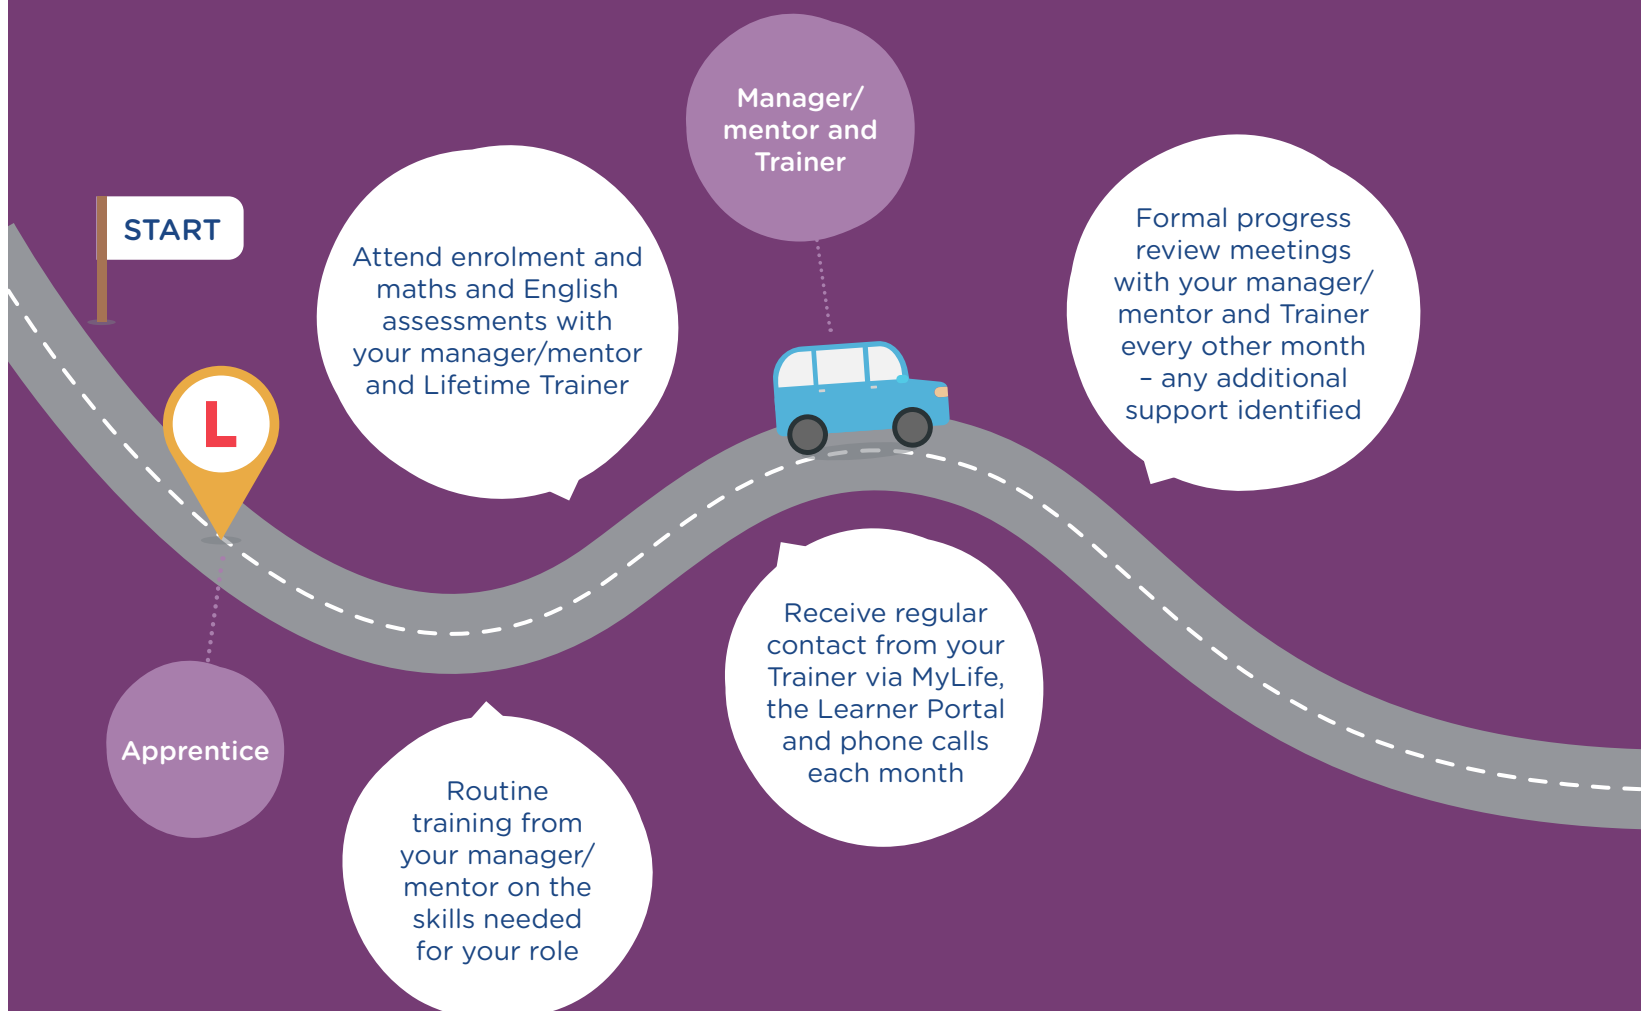 START
L
Apprentice
Attend enrolment and
maths and English
assessments with
your manager/mentor
and Lifetime Trainer
Routine
training from
your manager/
mentor on the
skills needed
for your role
Manager/
mentor and
Trainer
Receive regular
contact from your
Trainer via MyLife,
the Learner Portal
and phone calls
each month
Formal progress
review meetings
with your manager/
mentor and Trainer
every other month
– any additional
support identified